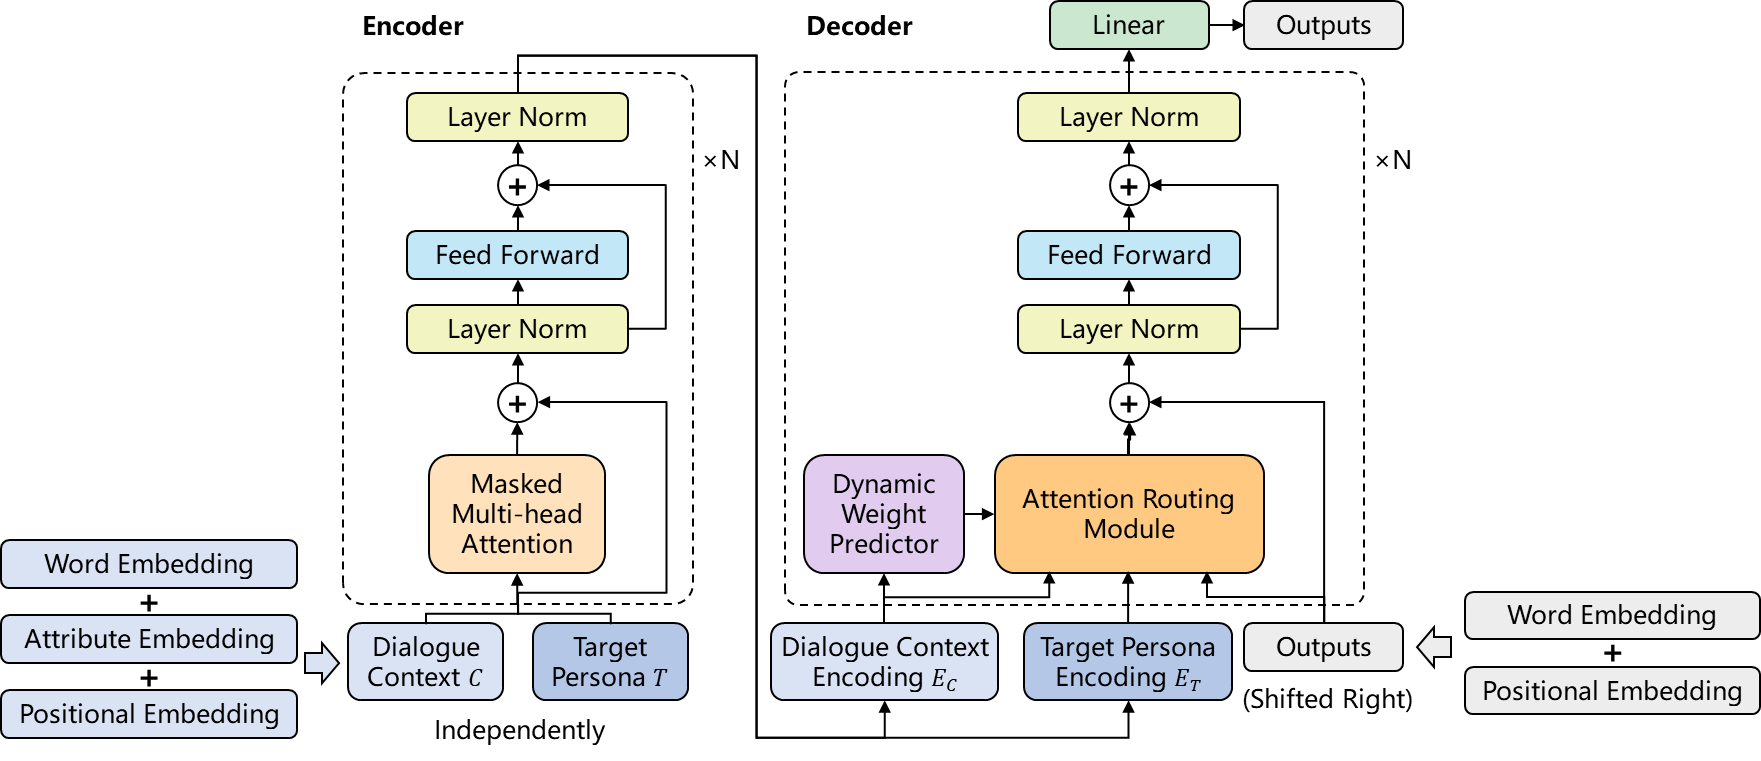 Encoder
Layer Norm
+
Feed Forward
Layer Norm
+
Masked
Multi-head
Attention
×N
Word Embedding
+
Attribute Embedding
+
Positional Embedding
Dialogue
Context C
Target
Persona T
Independently
Decoder
Linear
Outputs
Layer Norm
+
Feed Forward
Layer Norm
+
×N
Dynamic
Weight
Predictor
Attention Routing
Module
Dialogue Context
Encoding E_C
Target Persona
Encoding E_T
Outputs
(Shifted Right)
Word Embedding
+
Positional Embedding